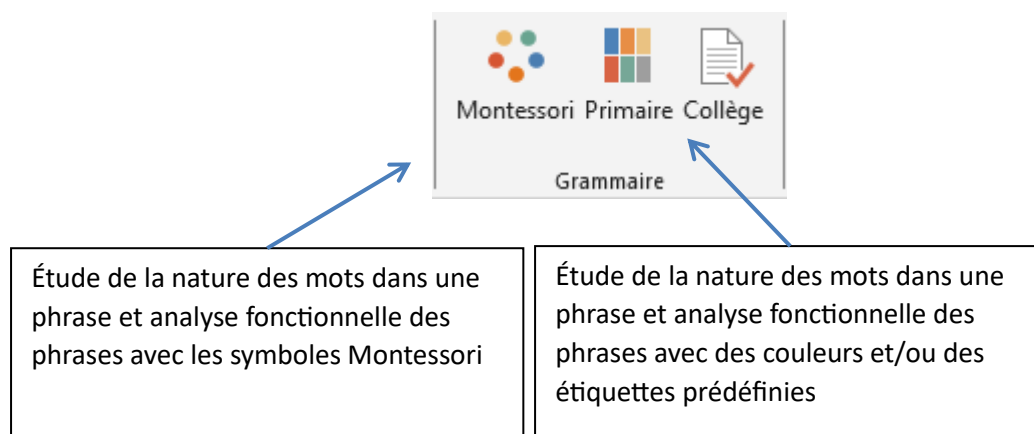 Montessori Primaire Collège
Grammaire
Étude de la nature des mots dans une
phrase et analyse fonctionnelle des
phrases avec les symboles Montessori
Étude de la nature des mots dans une
phrase et analyse fonctionnelle des
phrases avec des couleurs et/ou des
étiquettes prédéfinies